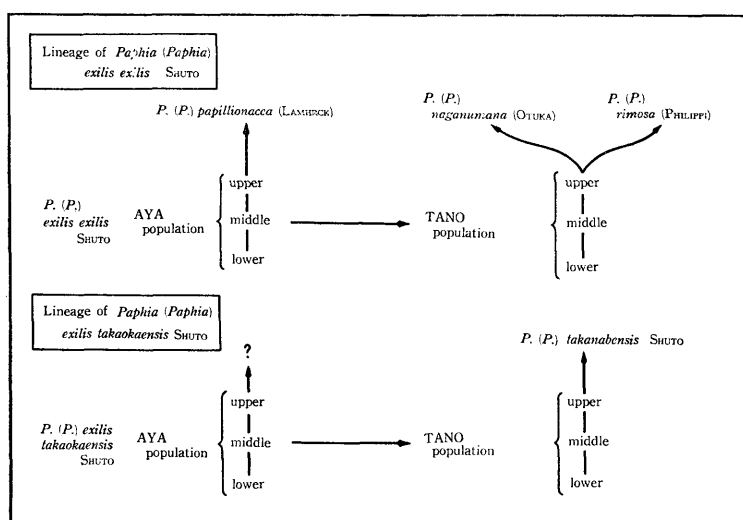 Lineage of Paphia (Paphia)
exilis exilis SHUTO
P. (P.) papillionacca (LAMHRCK)
P. (P.)
naganumana (OTUKA)
P. (P.)
rimosa (PHILIPPI)
P. (P.)
exilis exilis
SHUTO
AYA
population
upper
middle
lower
TANO
population
upper
middle
lower
Lineage of Paphia (Paphia)
exilis takaokaensis SHUTO
?
P. (P.) takanabensis SHUTO
P. (P.) exilis
takaokaensis
SHUTO
AYA
population
upper
middle
lower
TANO
population
upper
middle
lower